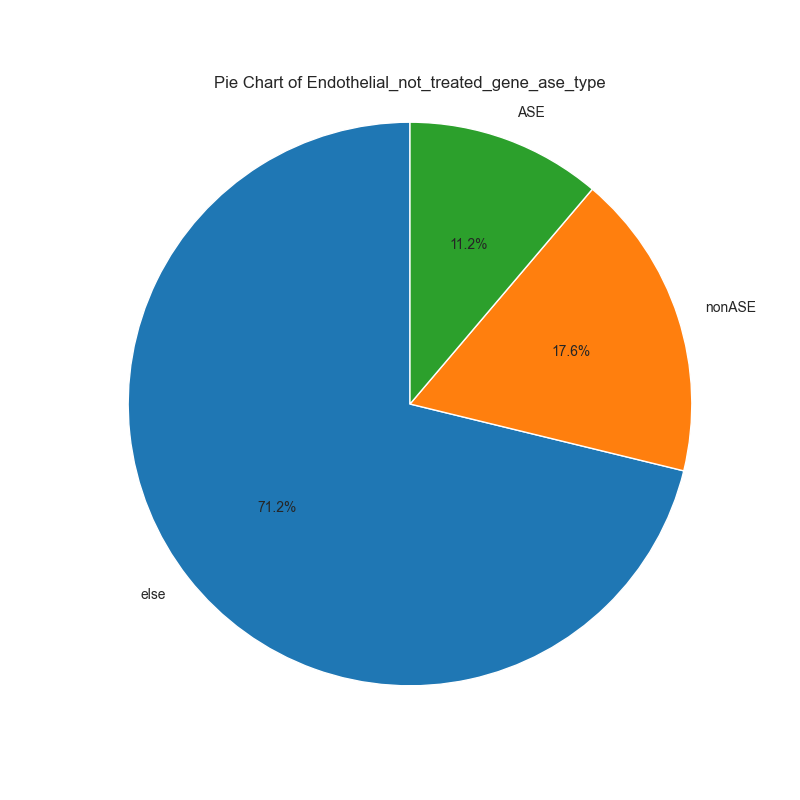 Pie Chart of Endothelial_not_treated_gene_ase_type
ASE
11.2%
nonASE
17.6%
71.2%
else